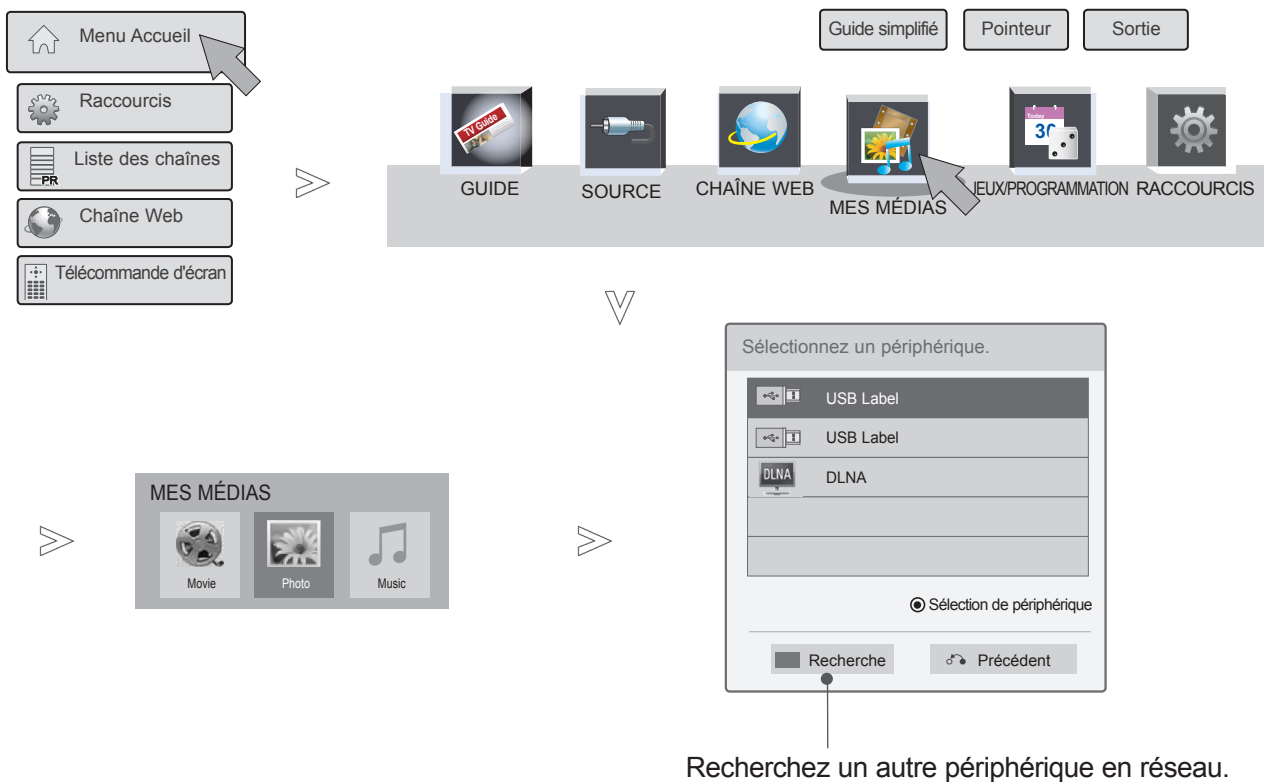 Menu Accueil
Raccourcis
Liste des chaînes
PR
Chaîne Web
Télécommande d'écran
Guide simplifié
Pointeur
Sortie
TV Guide
Today
30
GUIDE
SOURCE
CHAÎNE WEB
MES MÉDIAS
JEUX/PROGRAMMATION
RACCOURCIS
MES MÉDIAS
Movie
Photo
Music
Sélectionnez un périphérique.
USB Label
USB Label
DLNA
DLNA
Sélection de périphérique
Recherche
Précédent
Recherchez un autre périphérique en réseau.